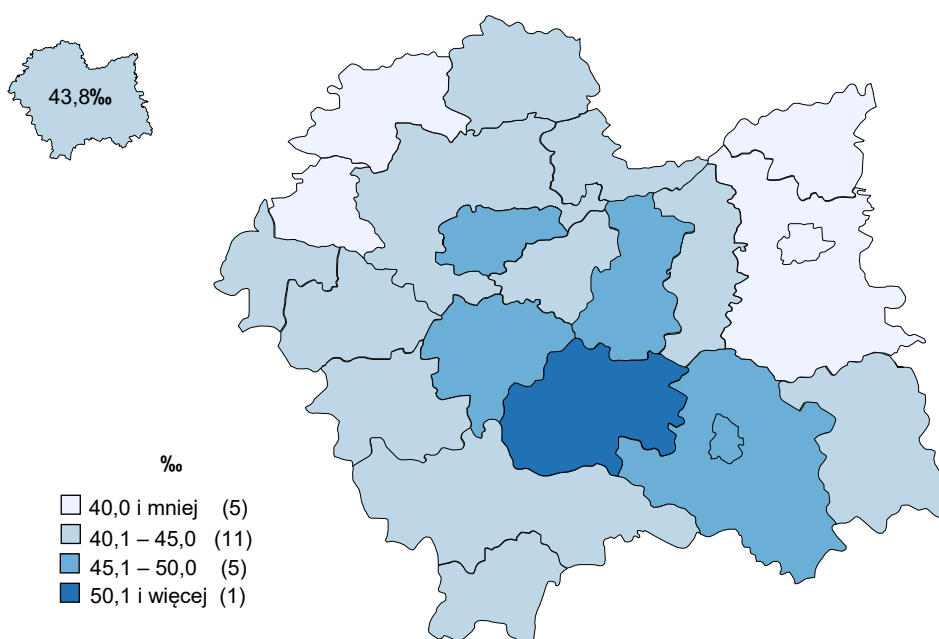 43,8‰
‰
40,0 i mniej (5)
40,1 – 45,0 (11)
45,1 – 50,0 (5)
50,1 i więcej (1)